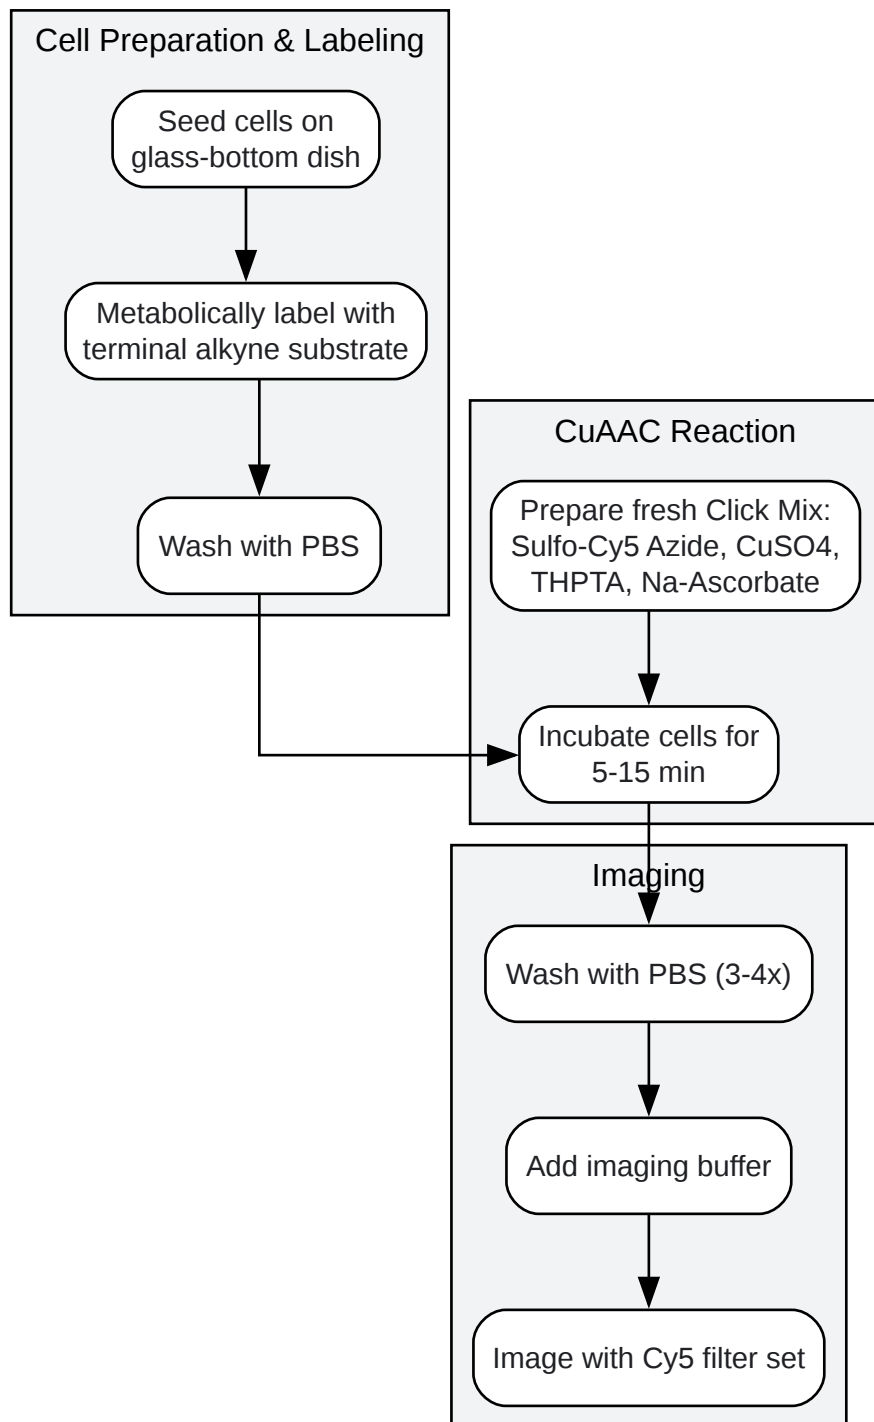 Cell Preparation & Labeling
Seed cells on
glass-bottom dish
Metabolically label with
terminal alkyne substrate
Wash with PBS
CuAAC Reaction
Prepare fresh Click Mix:
Sulfo-Cy5 Azide, CuSO4,
THPTA, Na-Ascorbate
Incubate cells for
5-15 min
Imaging
Wash with PBS (3-4x)
Add imaging buffer
Image with Cy5 filter set